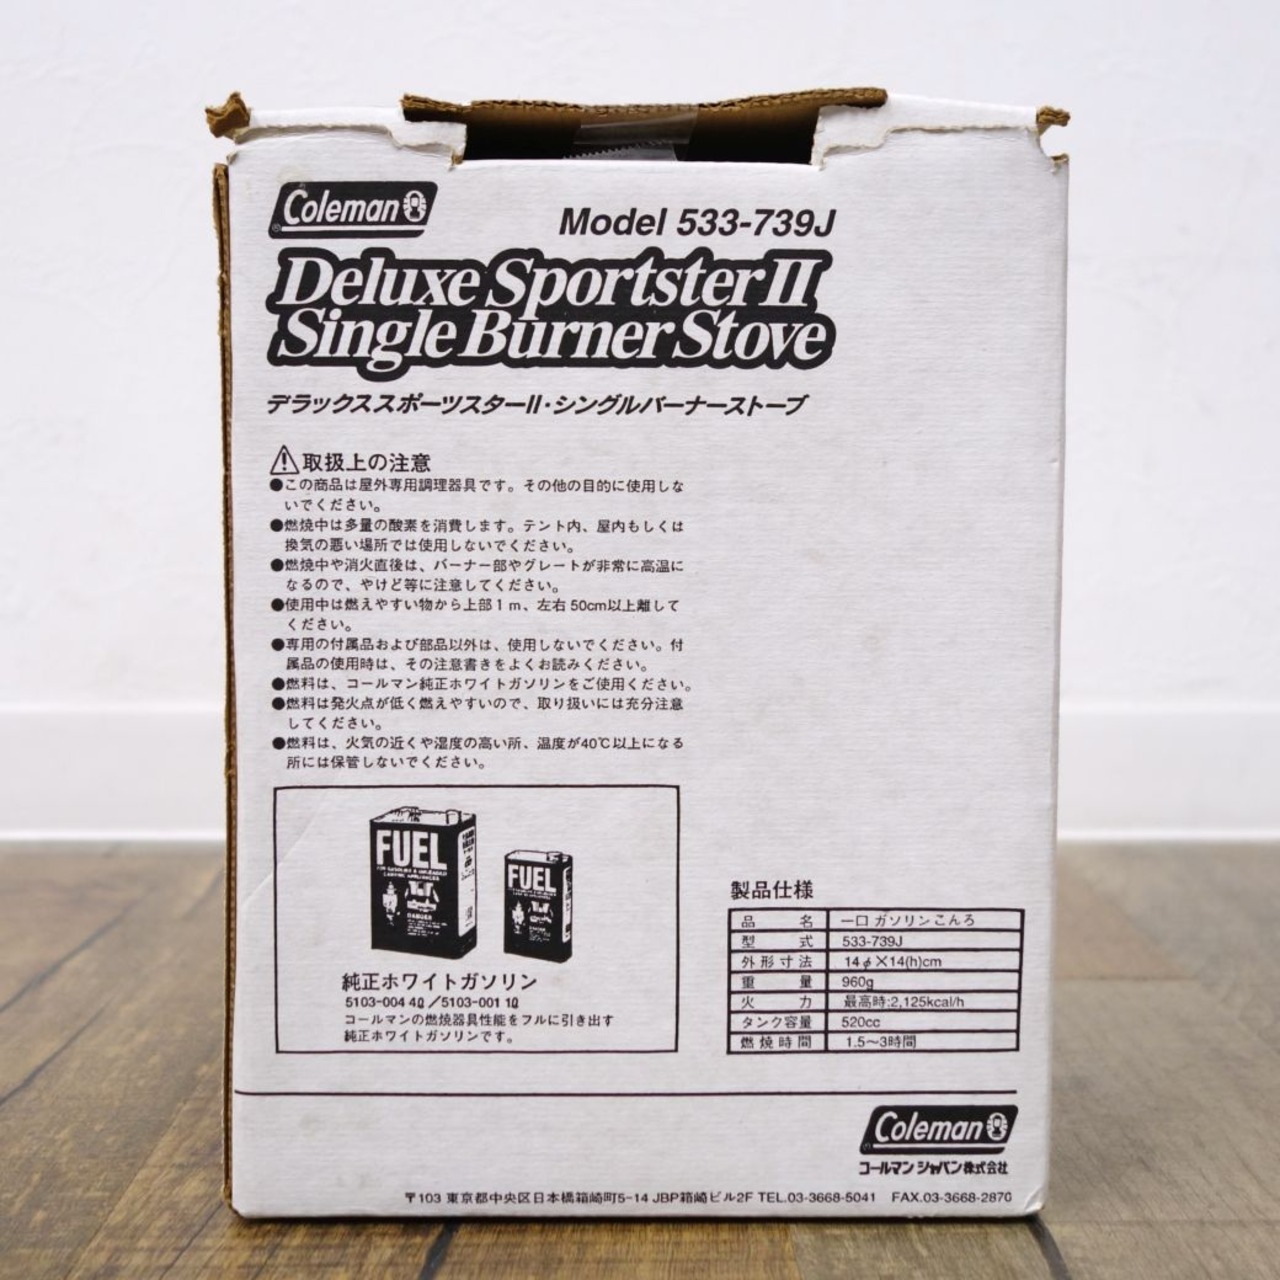 Coleman
Model 533-739J
Deluxe Sportster II
Single Burner Stove
デラックススポーツスターII・シングルバーナーストーブ
取扱上の注意
●この商品は屋外専用調理器具です。その他の目的に使用しな
いでください。
●燃焼中は多量の酸素を消費します。テント内、屋内もしくは
換気の悪い場所では使用しないでください。
●燃焼中や消火直後は、バーナー部やグレートが非常に高温に
なるので、やけど等に注意してください。
●使用中は燃えやすい物から上部1m、左右50cm以上離して
ください。
●専用の付属品および部品以外は、使用しないでください。付
属品の使用時は、その注意書きをよくお読みください。
●燃料は、コールマン純正ホワイトガソリンをご使用ください。
●燃料は発火点が低く燃えやすいので、取り扱いには充分注意
してください。
●燃料は、火気の近くや湿度の高い所、温度が40℃以上になる
所には保管しないでください。
FUEL
FUEL
DANGER
純正ホワイトガソリン
5103-004 4ℓ／5103-001 1ℓ
コールマンの燃焼器具性能をフルに引き出す
純正ホワイトガソリンです。
製品仕様
品名 一口ガソリンこんろ
型式 533-739J
外形寸法 14φ×14(h)cm
重量 960g
火力 最高時:2,125kcal/h
タンク容量 520cc
燃焼時間 1.5〜3時間
Coleman
コールマン ジャパン株式会社
〒103 東京都中央区日本橋箱崎町5-14 JBP箱崎ビル2F TEL.03-3668-5041 FAX.03-3668-2870